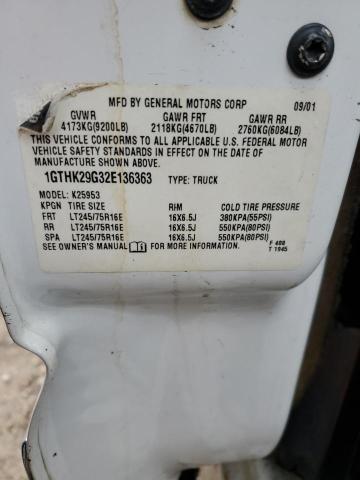 MFD BY GENERAL MOTORS CORP 09/01
GVWR GAWR FRT GAWR RR
4173KG(9200LB) 2118KG(4670LB) 2760KG(6084LB)
THIS VEHICLE CONFORMS TO ALL APPLICABLE U.S. FEDERAL MOTOR
VEHICLE SAFETY STANDARDS IN EFFECT ON THE DATE OF
MANUFACTURE SHOWN ABOVE.
1GTHK29G32E136363 TYPE: TRUCK
MODEL: K25953
KPGN TIRE SIZE RIM COLD TIRE PRESSURE
FRT LT245/75R16E 16X6.5J 380KPA(55PSI)
RR LT245/75R16E 16X6.5J 550KPA(80PSI)
SPA LT245/75R16E 16X6.5J 550KPA(80PSI)
SEE OWNER'S MANUAL FOR MORE INFORMATION. F 488
T 1945